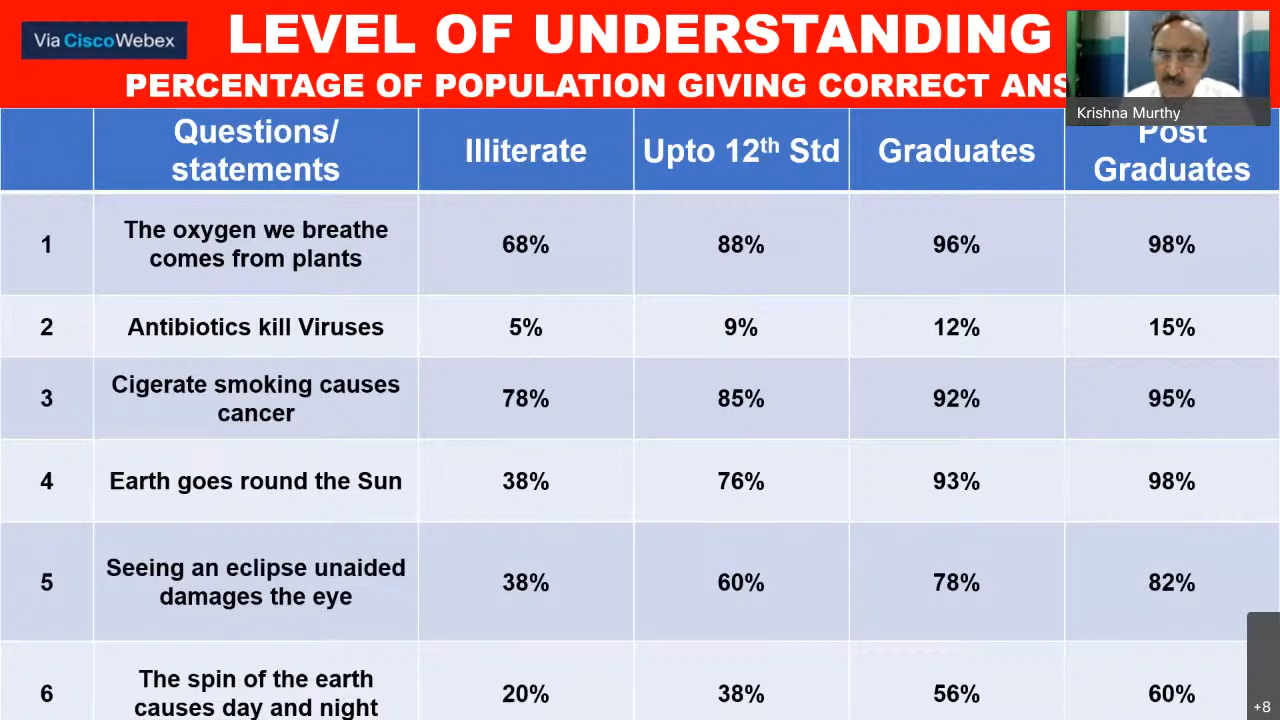 Via Cisco Webex
LEVEL OF UNDERSTANDING
PERCENTAGE OF POPULATION GIVING CORRECT
Krishna Murthy
Questions/
statements
Illiterate
Upto 12th Std
Graduates
Post
Graduates
1
The oxygen we breathe
comes from plants
68%
88%
96%
98%
2
Antibiotics kill Viruses
5%
9%
12%
15%
3
Cigerate smoking causes
cancer
78%
85%
92%
95%
4
Earth goes round the Sun
38%
76%
93%
98%
5
Seeing an eclipse unaided
damages the eye
38%
60%
78%
82%
6
The spin of the earth
causes day and night
20%
38%
56%
60%
+8